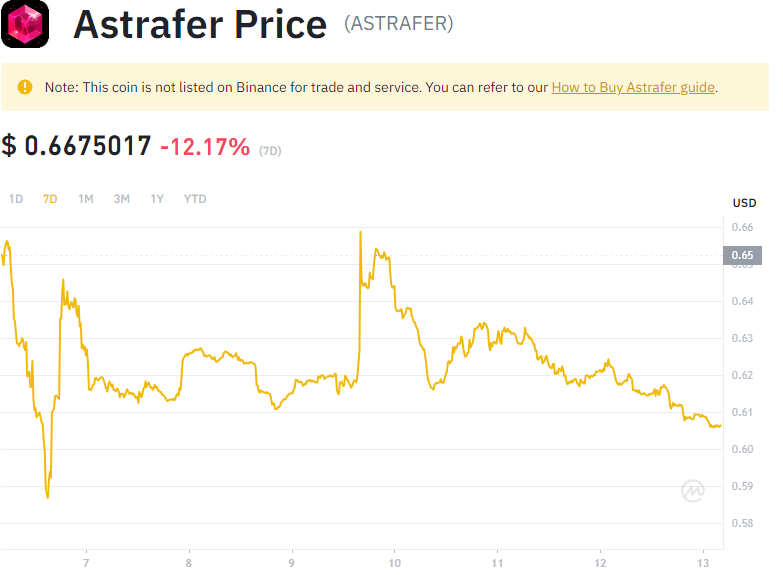 Astrafer Price (ASTRAFER)
Note: This coin is not listed on Binance for trade and service. You can refer to our How to Buy Astrafer guide.
$ 0.6675017 -12.17% (7D)
1D 7D 1M 3M 1Y YTD
USD
0.66
0.65
0.65
0.64
0.63
0.62
0.61
0.60
0.59
0.58
7 8 9 10 11 12 13